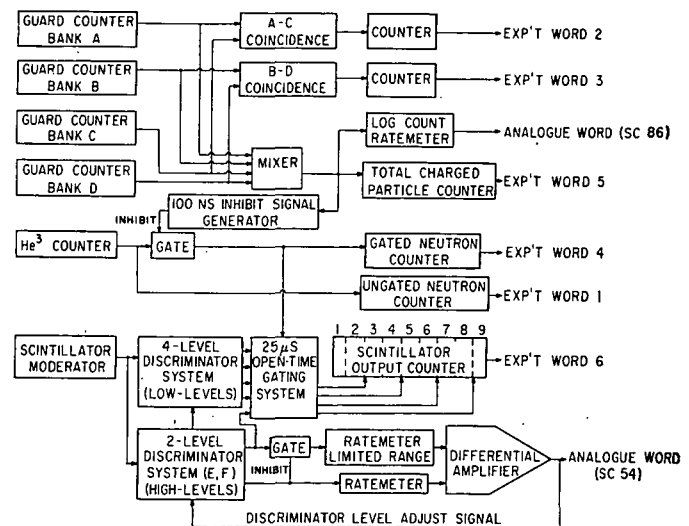 GUARD COUNTER
BANK A
A-C
COINCIDENCE
COUNTER
EXP'T WORD 2
GUARD COUNTER
BANK B
B-D
COINCIDENCE
COUNTER
EXP'T WORD 3
GUARD COUNTER
BANK C
LOG COUNT
RATEMETER
ANALOGUE WORD (SC 86)
GUARD COUNTER
BANK D
MIXER
TOTAL CHARGED
PARTICLE COUNTER
EXP'T WORD 5
100 NS INHIBIT SIGNAL
GENERATOR
INHIBIT
He³ COUNTER
GATE
GATED NEUTRON
COUNTER
EXP'T WORD 4
UNGATED NEUTRON
COUNTER
EXP'T WORD 1
SCINTILLATOR
MODERATOR
4-LEVEL
DISCRIMINATOR
SYSTEM
(LOW-LEVELS)
25μS
OPEN-TIME
GATING
SYSTEM
1 2 3 4 5 6 7 8 9
SCINTILLATOR
OUTPUT COUNTER
EXP'T WORD 6
2-LEVEL
DISCRIMINATOR
SYSTEM (E,F)
(HIGH-LEVELS)
GATE
INHIBIT
RATEMETER
LIMITED RANGE
RATEMETER
DIFFERENTIAL
AMPLIFIER
ANALOGUE WORD
(SC 54)
DISCRIMINATOR LEVEL ADJUST SIGNAL